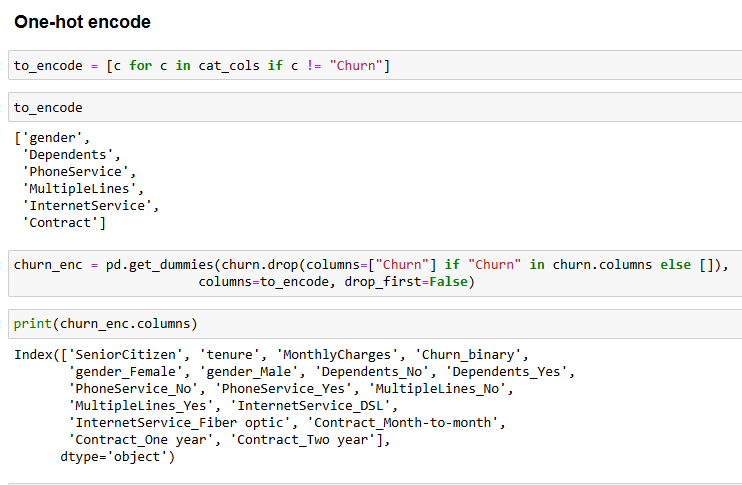 One-hot encode
to_encode = [c for c in cat_cols if c != "Churn"]
to_encode
['gender',
 'Dependents',
 'PhoneService',
 'MultipleLines',
 'InternetService',
 'Contract']
churn_enc = pd.get_dummies(churn.drop(columns=["Churn"] if "Churn" in churn.columns else []),
                        columns=to_encode, drop_first=False)
print(churn_enc.columns)
Index(['SeniorCitizen', 'tenure', 'MonthlyCharges', 'Churn_binary',
       'gender_Female', 'gender_Male', 'Dependents_No', 'Dependents_Yes',
       'PhoneService_No', 'PhoneService_Yes', 'MultipleLines_No',
       'MultipleLines_Yes', 'InternetService_DSL',
       'InternetService_Fiber optic', 'Contract_Month-to-month',
       'Contract_One year', 'Contract_Two year'],
      dtype='object')